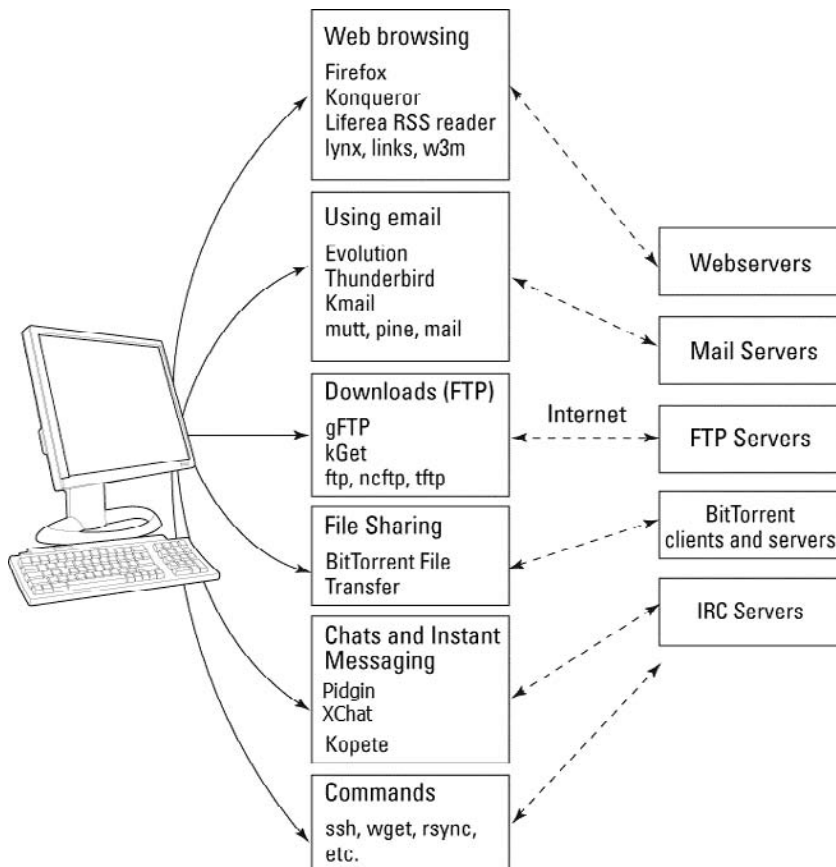 Web browsing
Firefox
Konqueror
Liferea RSS reader
lynx, links, w3m
Using email
Evolution
Thunderbird
Kmail
mutt, pine, mail
Downloads (FTP)
gFTP
kGet
ftp, ncftp, tftp
File Sharing
BitTorrent File
Transfer
Chats and Instant
Messaging
Pidgin
XChat
Kopete
Commands
ssh, wget, rsync,
etc.
Internet
Webservers
Mail Servers
FTP Servers
BitTorrent
clients and servers
IRC Servers